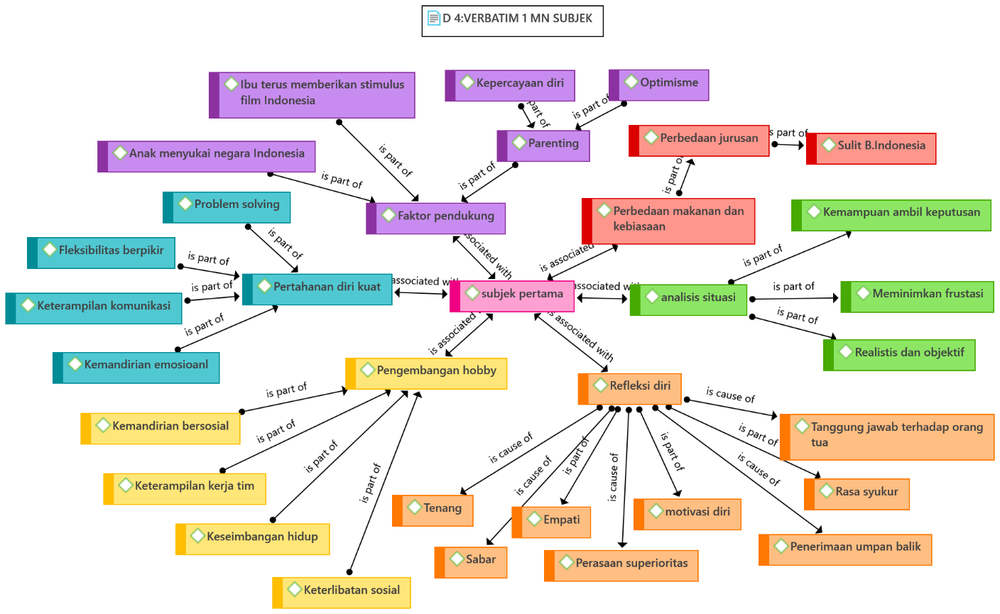 D 4:VERBATIM 1 MN SUBJEK
Ibu terus memberikan stimulus
film Indonesia
Kepercayaan diri
Optimisme
part of
is part of
Anak menyukai negara Indonesia
Parenting
Perbedaan jurusan
is part of
Sulit B.Indonesia
is part of
is part of
is part of
is part of
Problem solving
Faktor pendukung
Perbedaan makanan dan
kebiasaan
Kemampuan ambil keputusan
is part of
associated with
is associated
is part of
Fleksibilitas berpikir
is part of
Pertahanan diri kuat
associated with
subjek pertama
associated with
analisis situasi
is part of
Meminimkan frustasi
Keterampilan komunikasi
is part of
is part of
is part of
Kemandirian emosioanl
is associated
is associated with
Realistis dan objektif
Pengembangan hobby
Refleksi diri
is part of
is cause of
Kemandirian bersosial
is part of
Tanggung jawab terhadap orang
tua
is part of
is part of
is part of
is cause of
is cause of
is part of
is cause of
is part of
is cause of
Keterampilan kerja tim
Rasa syukur
Tenang
Empati
motivasi diri
Keseimbangan hidup
Penerimaan umpan balik
Sabar
Perasaan superioritas
Keterlibatan sosial